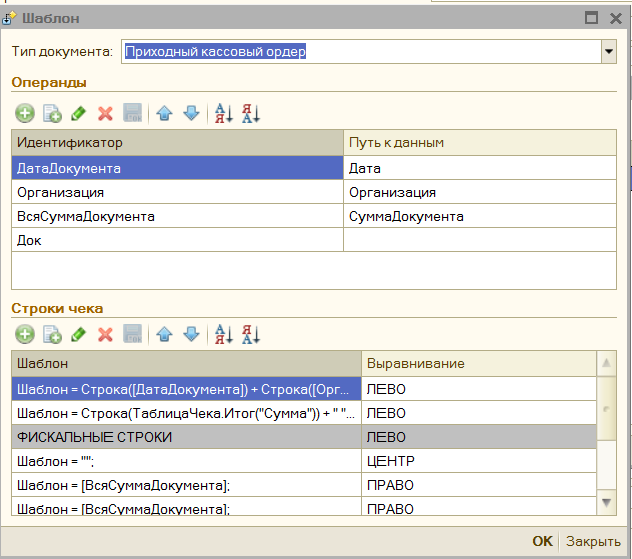 Шаблон
Тип документа: Приходный кассовый ордер
Операнды
Идентификатор Путь к данным
ДатаДокумента Дата
Организация Организация
ВсяСуммаДокумента СуммаДокумента
Док
Строки чека
Шаблон Выравнивание
Шаблон = Строка([ДатаДокумента]) + Строка([Орг... ЛЕВО
Шаблон = Строка(ТаблицаЧека.Итог("Сумма")) + " "... ЛЕВО
ФИСКАЛЬНЫЕ СТРОКИ ЛЕВО
Шаблон = ""; ЦЕНТР
Шаблон = [ВсяСуммаДокумента]; ПРАВО
Шаблон = [ВсяСуммаДокумента]; ПРАВО
OK Закрыть